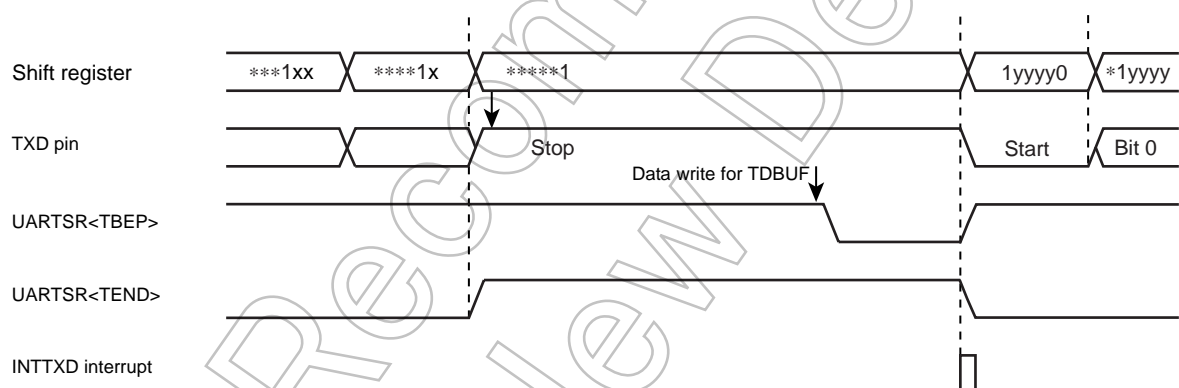 Shift register ***1xx ****1x *****1 1yyyy0 *1yyyy
TXD pin Stop Start Bit 0
Data write for TDBUF
UARTSR<TBEP>
UARTSR<TEND>
INTTXD interrupt